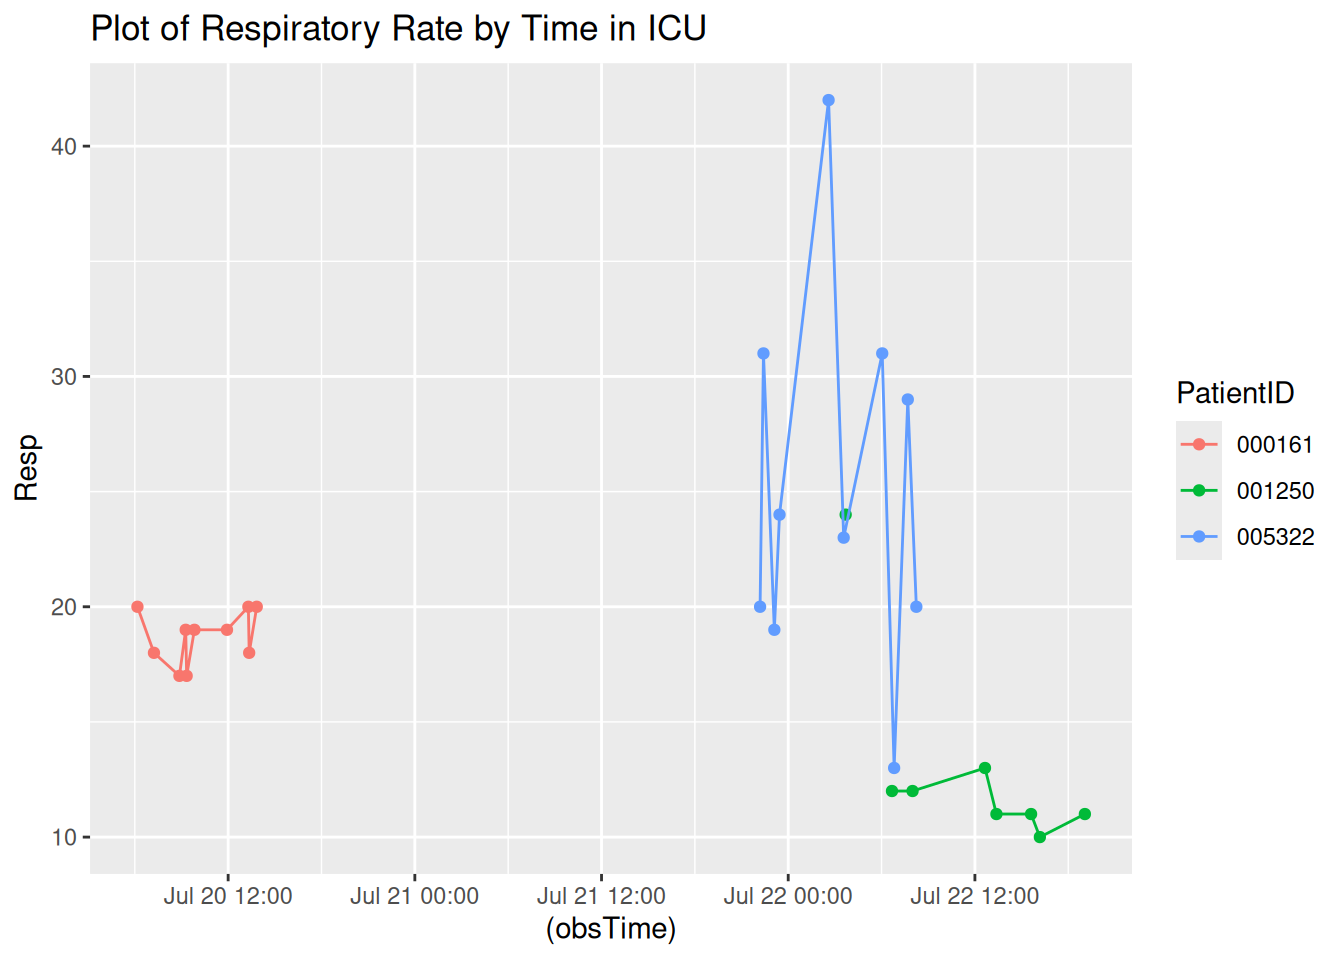 Plot of Respiratory Rate by Time in ICU
40
30
20
10
Resp
Jul 20 12:00 Jul 21 00:00 Jul 21 12:00 Jul 22 00:00 Jul 22 12:00
(obsTime)
PatientID
000161
001250
005322